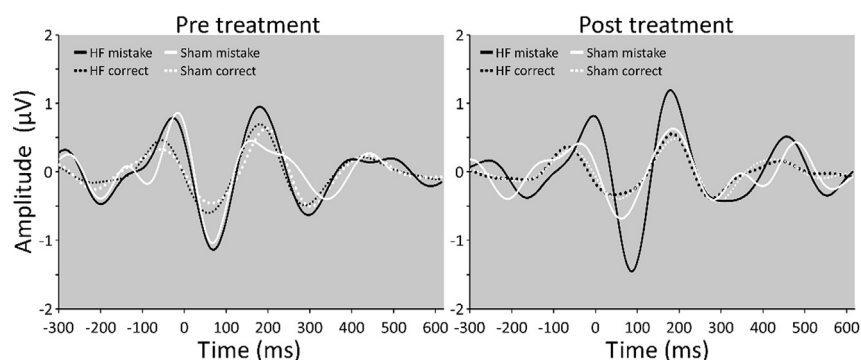 Pre treatment
HF mistake Sham mistake
HF correct Sham correct
Amplitude (μV)
2
1
0
-1
-2
-300 -200 -100 0 100 200 300 400 500 600
Time (ms)
Post treatment
HF mistake Sham mistake
HF correct Sham correct
2
1
0
-1
-2
-300 -200 -100 0 100 200 300 400 500 600
Time (ms)